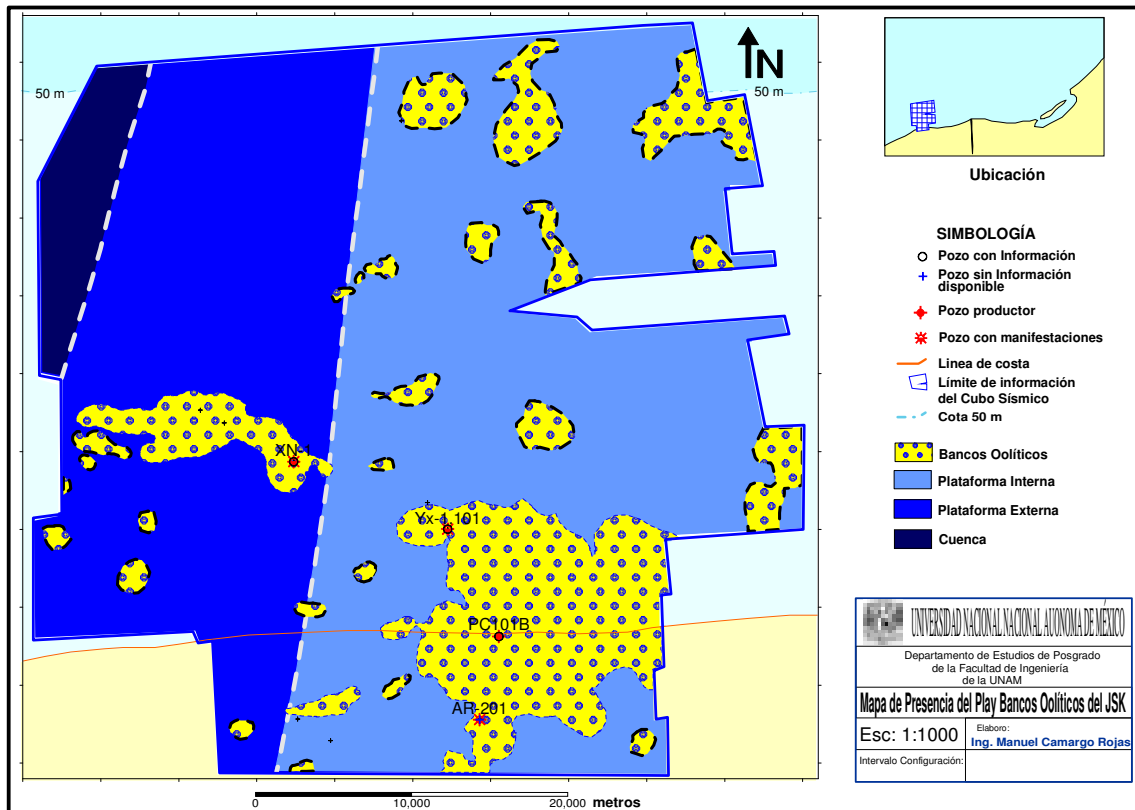 50 m
N
50 m
XN-1
Yx-1,101
PC101B
AR-201
0
10,000
20,000
metros
Ubicación
SIMBOLOGÍA
Pozo con Información
Pozo sin Información
disponible
Pozo productor
Pozo con manifestaciones
Linea de costa
Límite de información
del Cubo Sísmico
Cota 50 m
Bancos Oolíticos
Plataforma Interna
Plataforma Externa
Cuenca
UNIVERSIDAD NACIONAL NACIONAL AUTONOMA DE MÉXICO
Departamento de Estudios de Posgrado
de la Facultad de Ingeniería
de la UNAM
Mapa de Presencia del Play Bancos Oolíticos del JSK
Esc: 1:1000
Elaboro:
Ing. Manuel Camargo Rojas
Intervalo Configuración: